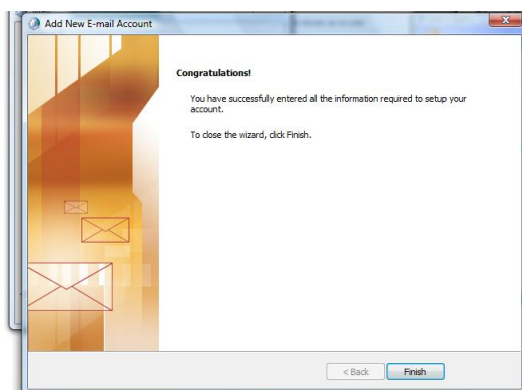 Add New E-mail Account
Congratulations!
You have successfully entered all the information required to setup your
account.
To close the wizard, click Finish.
< Back
Finish